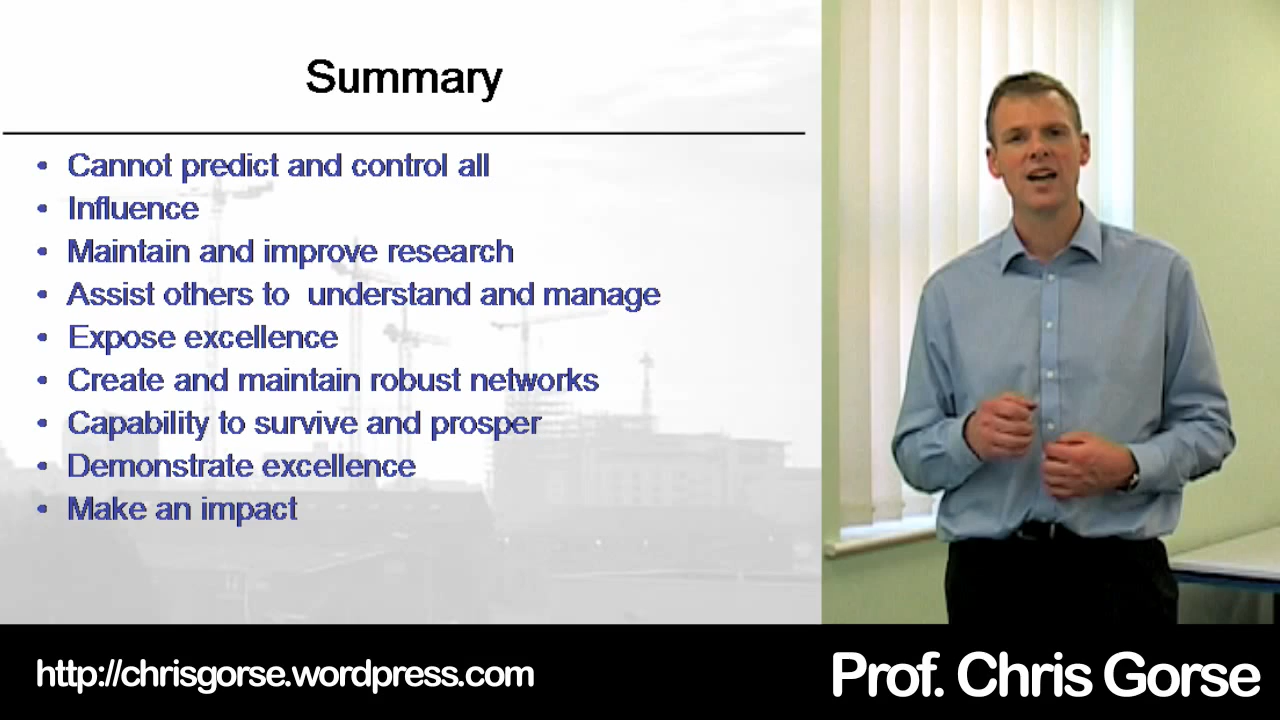 Summary
• Cannot predict and control all
• Influence
• Maintain and improve research
• Assist others to  understand and manage
• Expose excellence
• Create and maintain robust networks
• Capability to survive and prosper
• Demonstrate excellence
• Make an impact
http://chrisgorse.wordpress.com
Prof. Chris Gorse